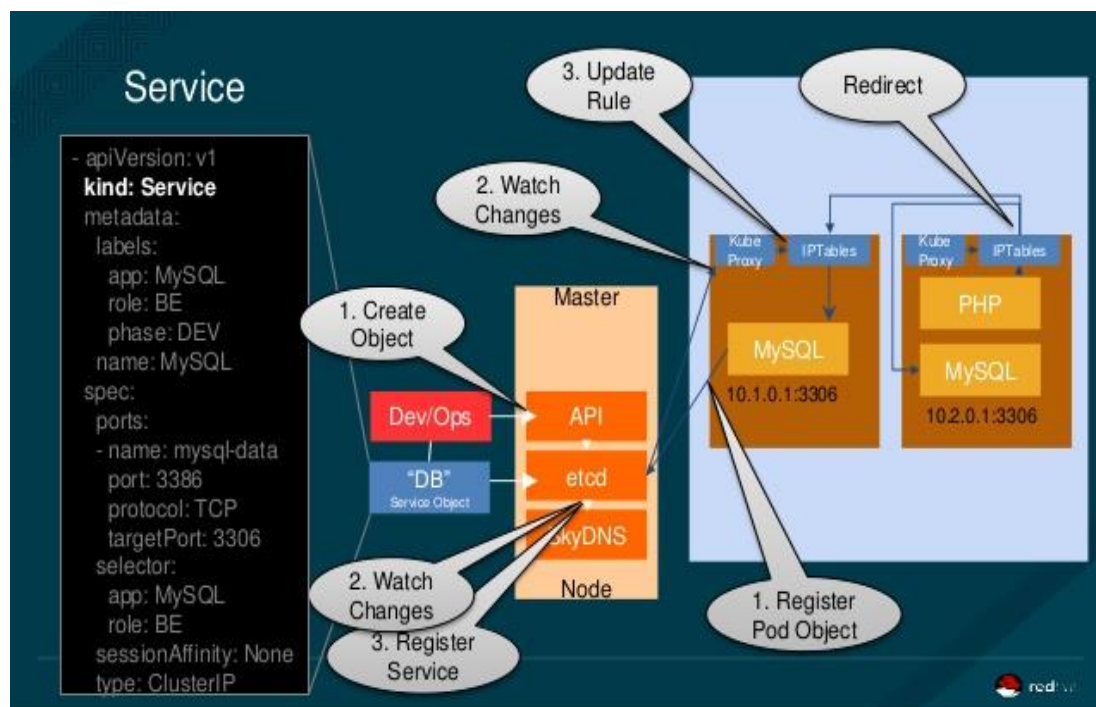 Service
- apiVersion: v1
kind: Service
metadata:
labels:
app: MySQL
role: BE
phase: DEV
name: MySQL
spec:
ports:
- name: mysql-data
port: 3386
protocol: TCP
targetPort: 3306
selector:
app: MySQL
role: BE
sessionAffinity: None
type: ClusterIP
3. Update
Rule
Redirect
2. Watch
Changes
1. Create
Object
Master
Dev/Ops
API
"DB"
Service Object
etcd
SkyDNS
Node
2. Watch
Changes
3. Register
Service
Kube
Proxy
IPTables
MySQL
10.1.0.1:3306
Kube
Proxy
IPTables
PHP
MySQL
10.2.0.1:3306
1. Register
Pod Object